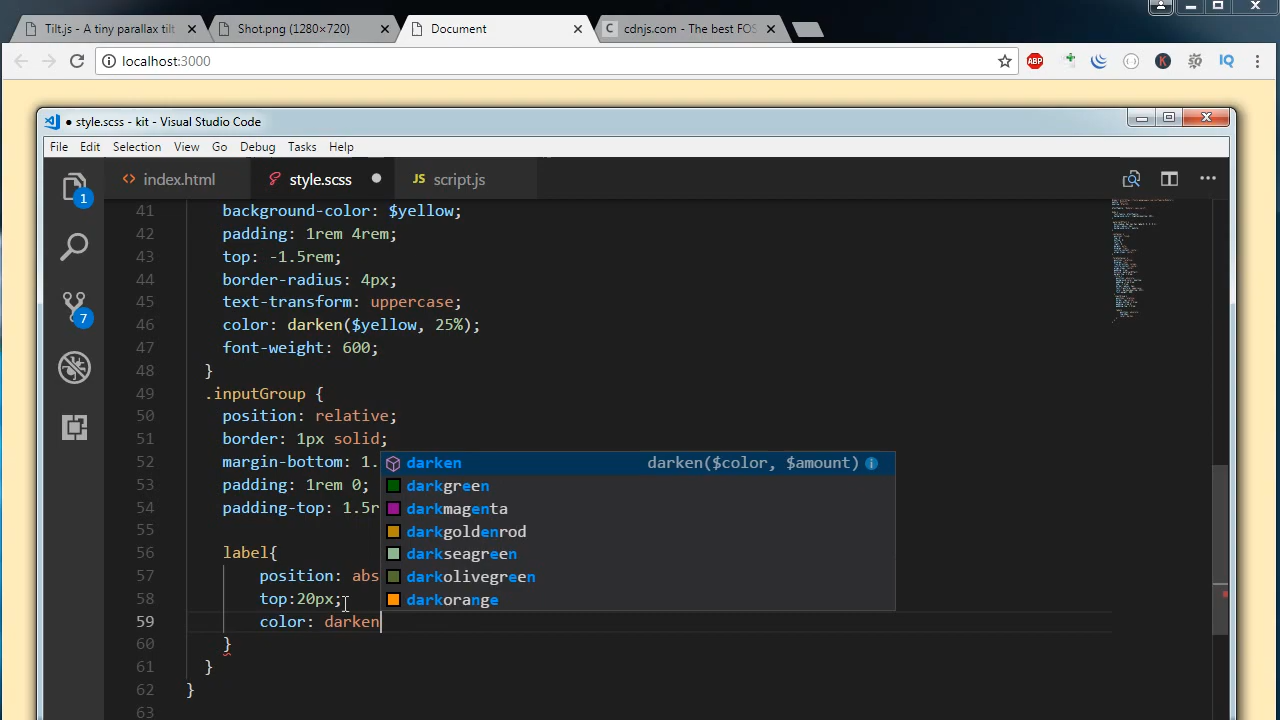 Tilt.js - A tiny parallax tilt
Shot.png (1280×720)
Document
cdnjs.com - The best FOS
localhost:3000
ABP
K
IQ
● style.scss - kit - Visual Studio Code
File Edit Selection View Go Debug Tasks Help
<> index.html
style.scss
JS script.js
1
7
41 background-color: $yellow;
42 padding: 1rem 4rem;
43 top: -1.5rem;
44 border-radius: 4px;
45 text-transform: uppercase;
46 color: darken($yellow, 25%);
47 font-weight: 600;
48 }
49 .inputGroup {
50 position: relative;
51 border: 1px solid;
52 margin-bottom: 1.
53 padding: 1rem 0;
54 padding-top: 1.5r
55
56 label{
57 position: abs
58 top:20px;
59 color: darken
60 }
61 }
62 }
63
darken darken($color, $amount)
darkgreen
darkmagenta
darkgoldenrod
darkseagreen
darkolivegreen
darkorange